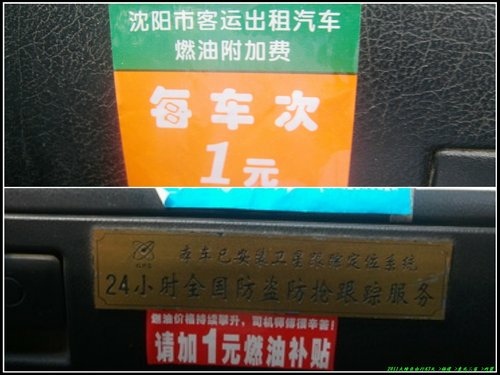 沈阳市客运出租汽车
燃油附加费
每车次
1元
GPS
本车已安装卫星跟踪定位系统
24小时全国防盗防抢跟踪服务
燃油价格持续攀升，司机师傅很辛苦！
请加1元燃油补贴